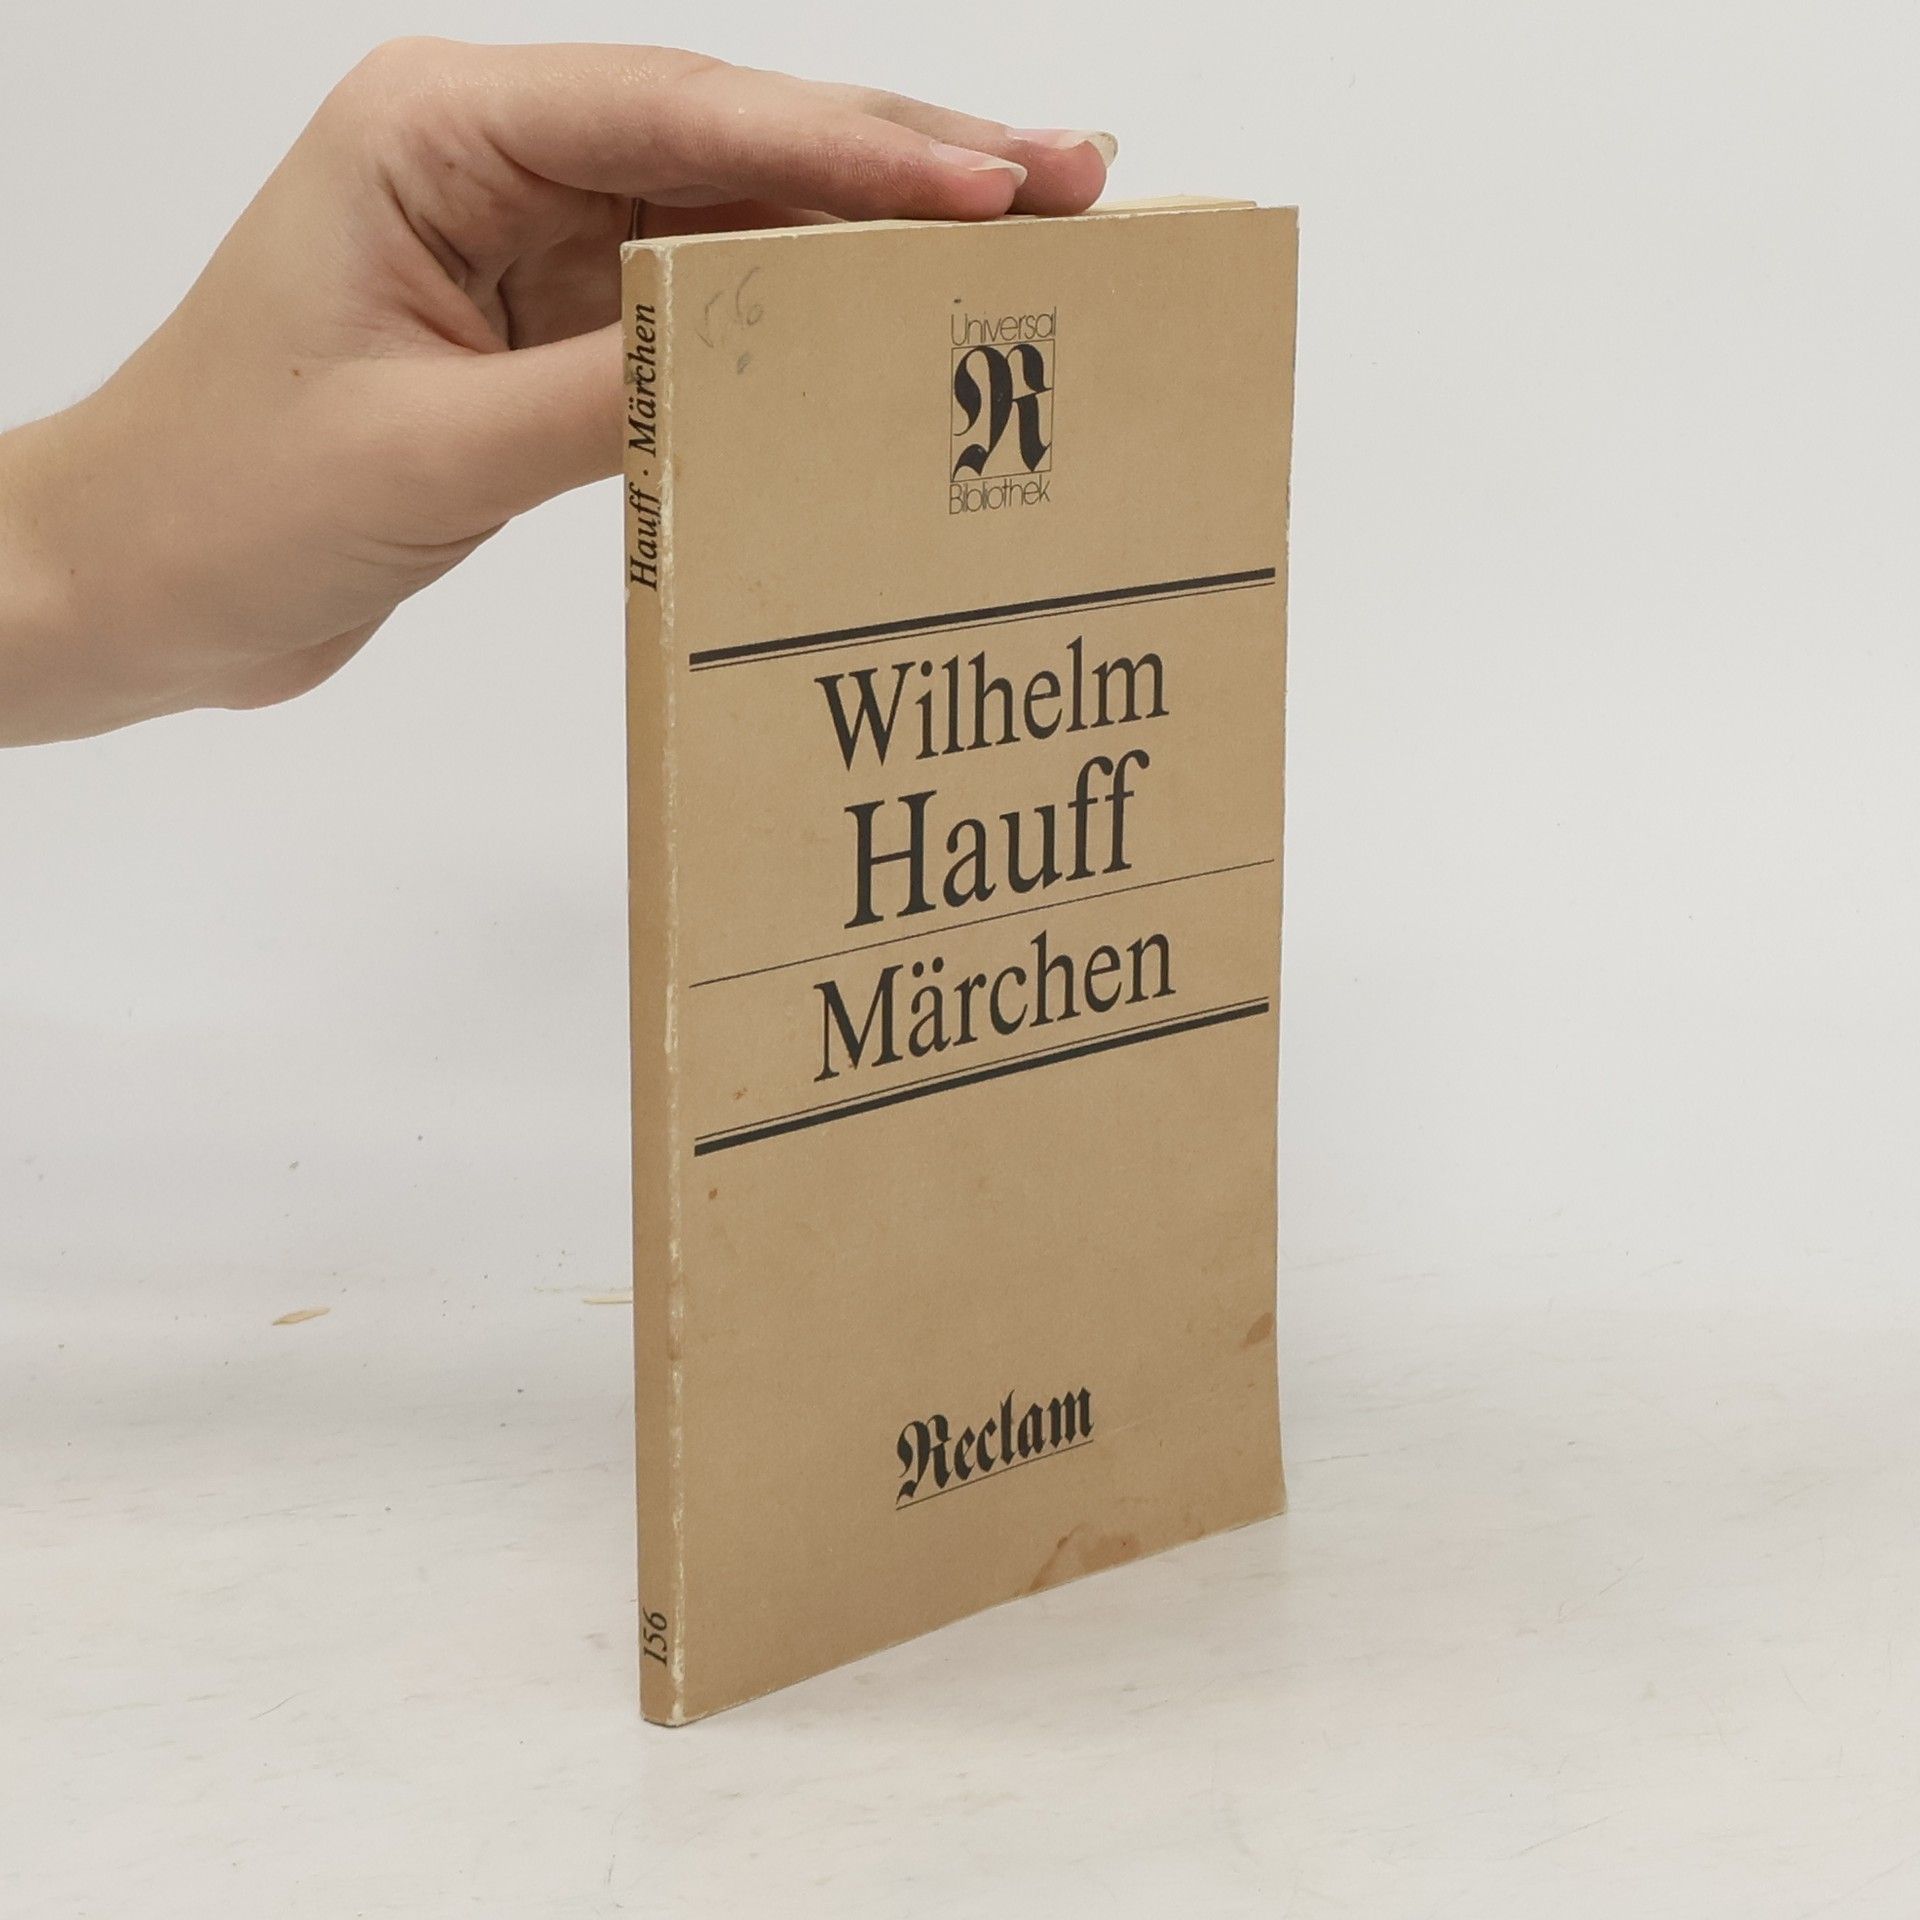 Hauff · Märchen
156
Universal
R
Bibliothek
Wilhelm
Hauff
Märchen
Reclam